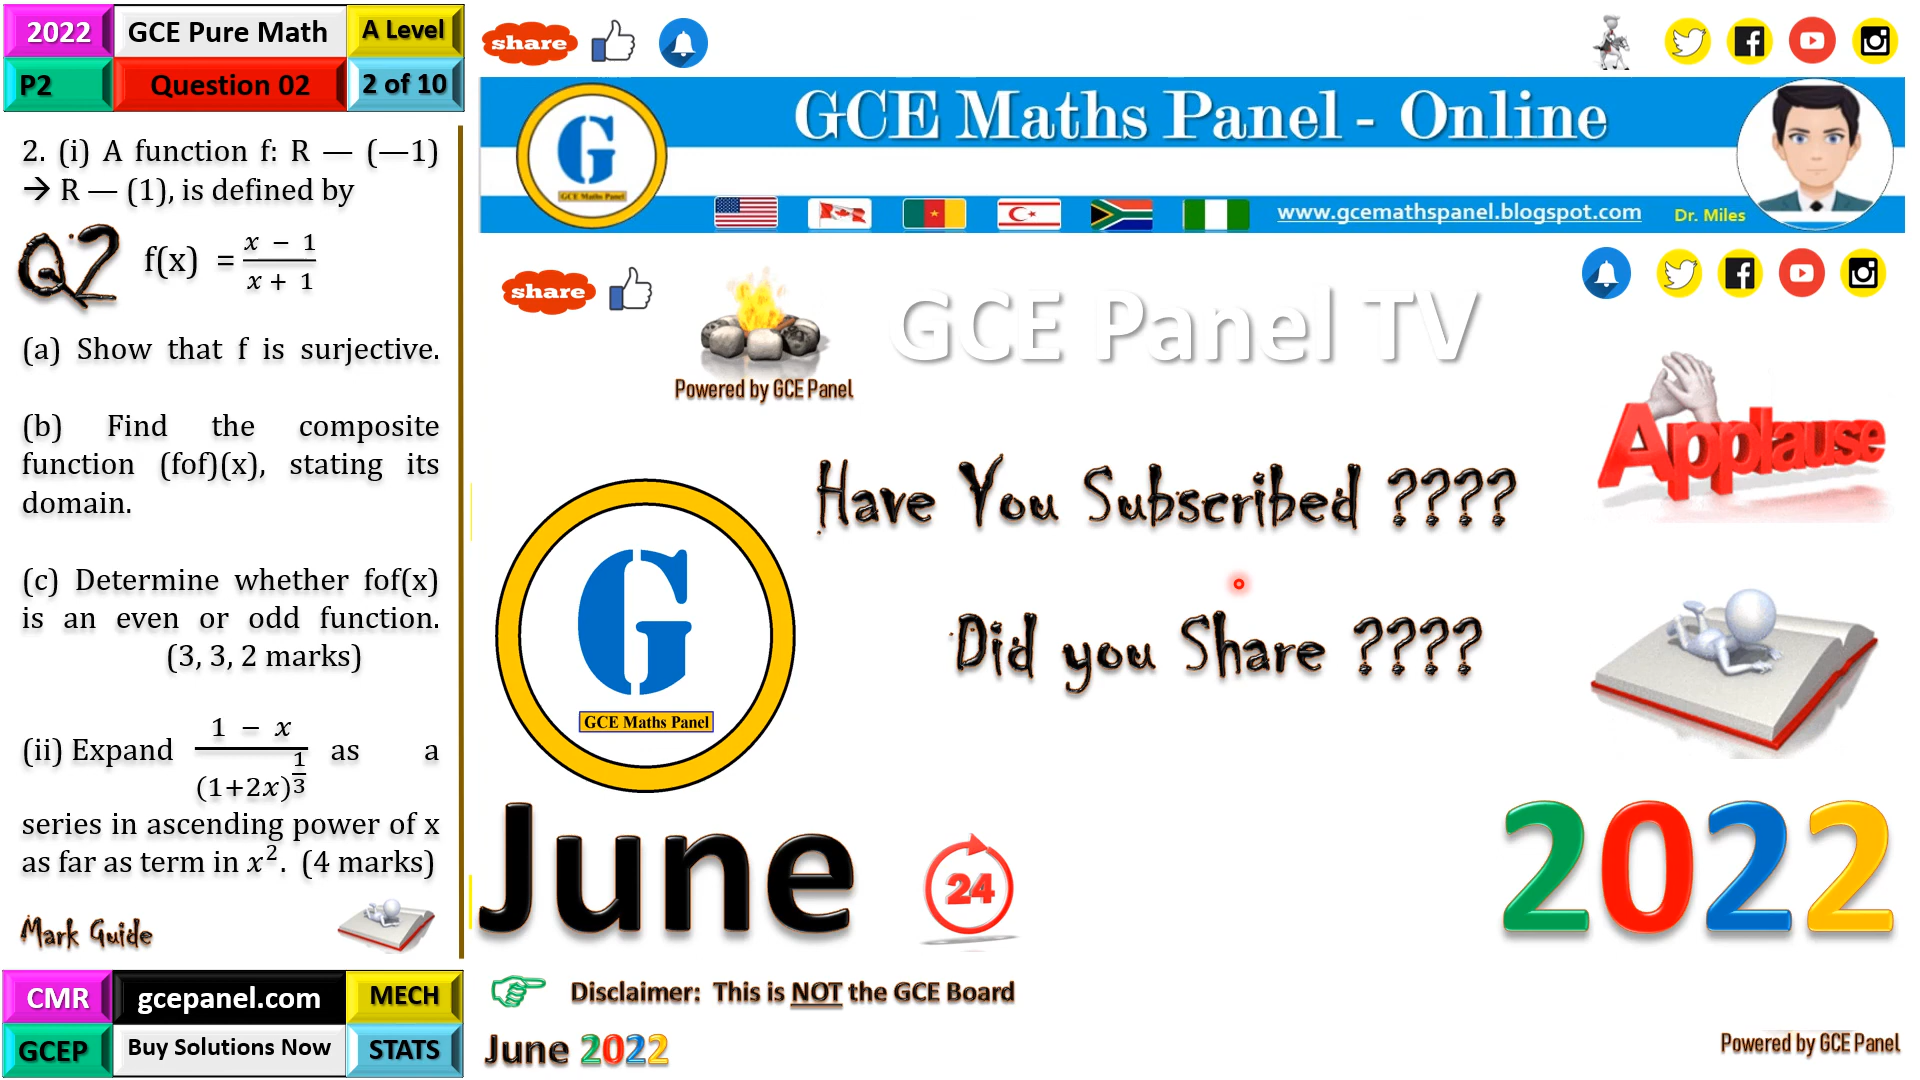 2022 GCE Pure Math A Level
P2 Question 02 2 of 10
2. (i) A function f: R — (—1)
→ R — (1), is defined by
Q2 f(x) = \frac{x - 1}{x + 1}
(a) Show that f is surjective.
(b) Find the composite
function (fof)(x), stating its
domain.
(c) Determine whether fof(x)
is an even or odd function.
(3, 3, 2 marks)
(ii) Expand \frac{1 - x}{(1+2x)^{\frac{1}{3}}} as a
series in ascending power of x
as far as term in x². (4 marks)
Mark Guide
CMR gcepanel.com MECH
GCEP Buy Solutions Now STATS
share
GCE Maths Panel - Online
G
GCE Maths Panel
www.gcemathspanel.blogspot.com Dr. Miles
share
GCE Panel TV
Powered by GCE Panel
Applause
Have You Subscribed ????
Did you Share ????
G
GCE Maths Panel
June 24 2022
Disclaimer: This is NOT the GCE Board
June 2022
Powered by GCE Panel